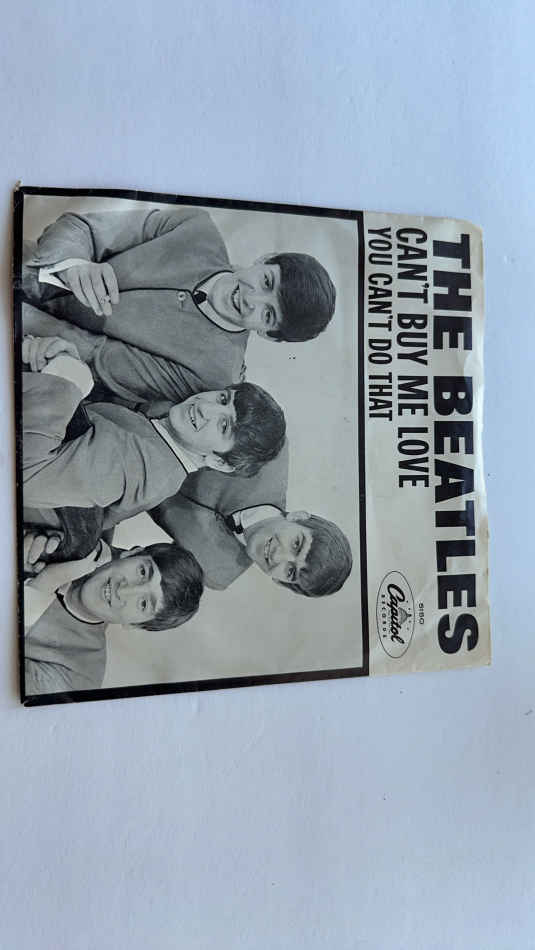 THE BEATLES
CAN'T BUY ME LOVE
YOU CAN'T DO THAT
5150
Capitol
RECORDS